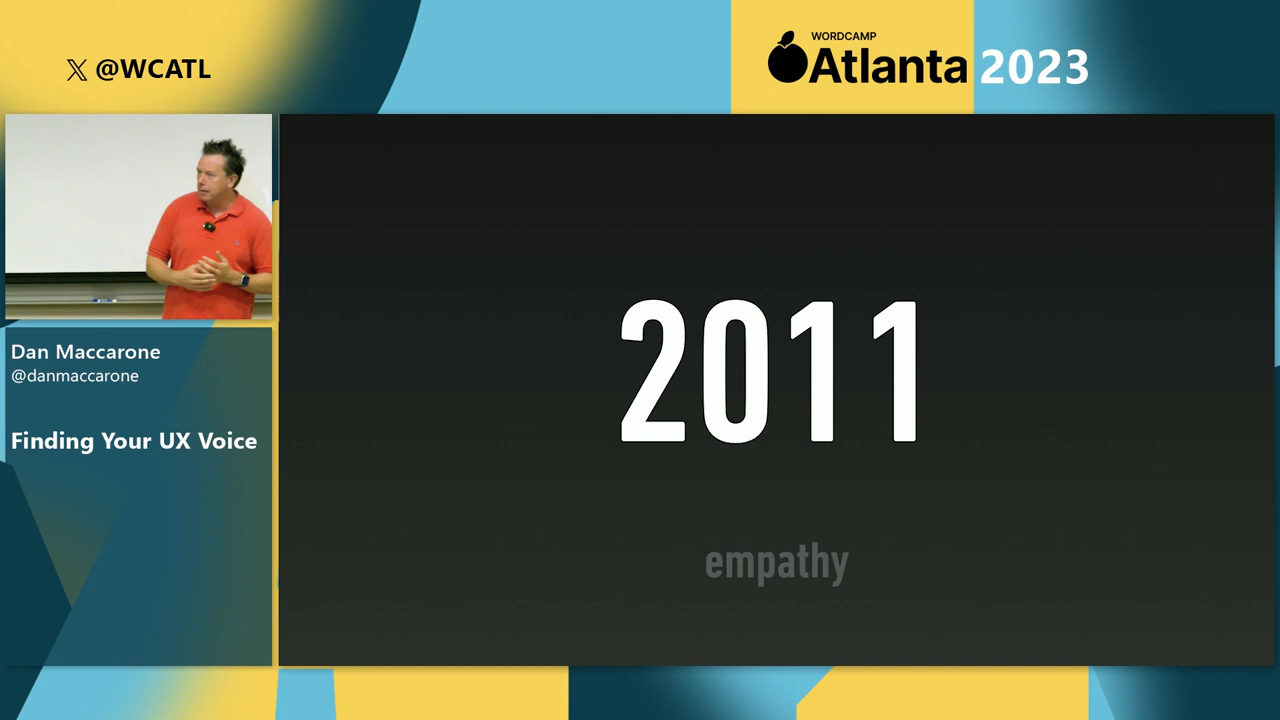 𝕏 @WCATL
WORDCAMP
Atlanta 2023
Dan Maccarone
@danmaccarone
Finding Your UX Voice
2011
empathy